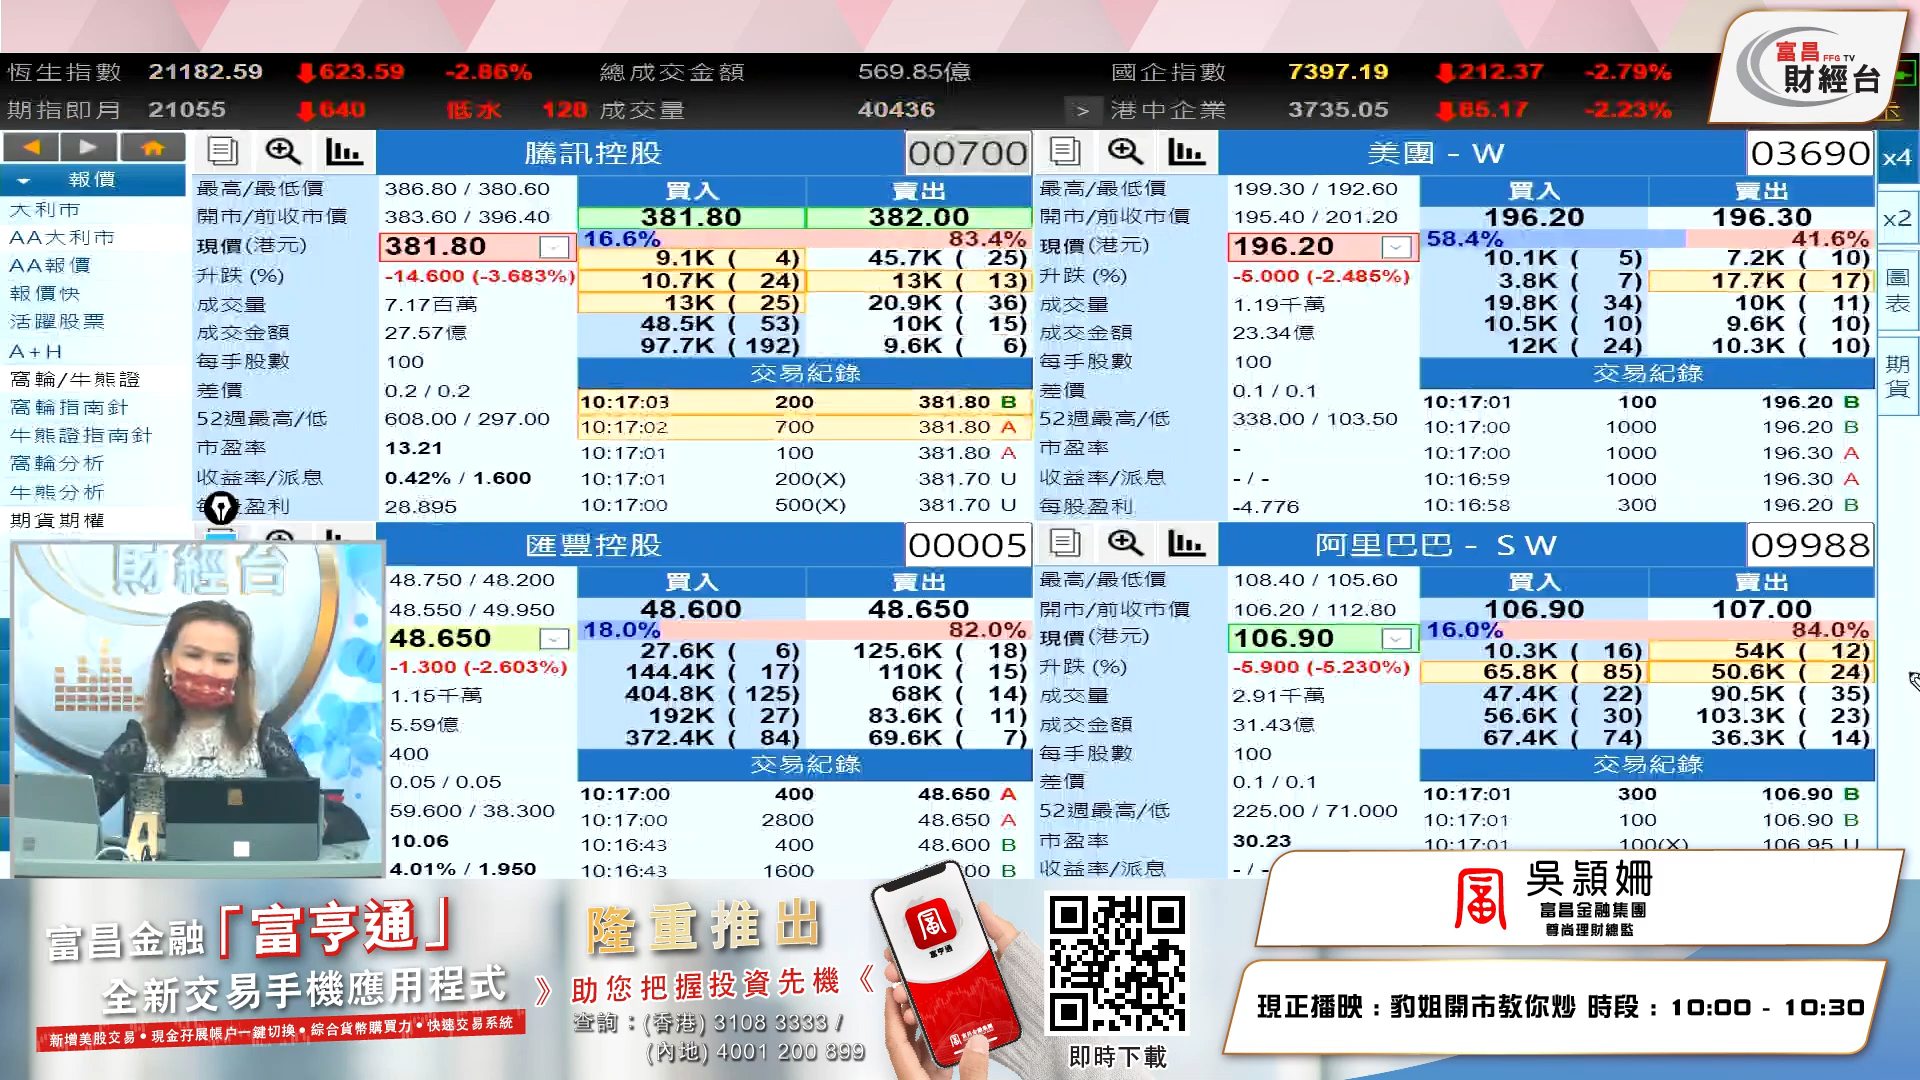 恆生指數 21182.59 623.59 -2.86% 總成交金額 569.85億 國企指數 7397.19 212.37 -2.79%
期指即月 21055 640 低水 128 成交量 40436 > 港中企業 3735.05 85.17 -2.23%
富昌 FFG TV
財經台
報價
大利市
AA大利市
AA報價
報價快
活躍股票
A+H
窩輪/牛熊證
窩輪指南針
牛熊證指南針
窩輪分析
牛熊分析
期貨期權
騰訊控股 00700
最高/最低價 386.80 / 380.60
開市/前收市價 383.60 / 396.40
現價(港元) 381.80
升跌 (%) -14.600 (-3.683%)
成交量 7.17百萬
成交金額 27.57億
每手股數 100
差價 0.2 / 0.2
52週最高/低 608.00 / 297.00
市盈率 13.21
收益率/派息 0.42% / 1.600
盈利 28.895
買入 賣出
381.80 382.00
16.6% 83.4%
9.1K ( 4) 45.7K ( 25)
10.7K ( 24) 13K ( 13)
13K ( 25) 20.9K ( 36)
48.5K ( 53) 10K ( 15)
97.7K ( 192) 9.6K ( 6)
交易紀錄
10:17:03 200 381.80 B
10:17:02 700 381.80 A
10:17:01 100 381.80 A
10:17:01 200(X) 381.70 U
10:17:00 500(X) 381.70 U
美團 - W 03690
最高/最低價 199.30 / 192.60
開市/前收市價 195.40 / 201.20
現價(港元) 196.20
升跌 (%) -5.000 (-2.485%)
成交量 1.19千萬
成交金額 23.34億
每手股數 100
差價 0.1 / 0.1
52週最高/低 338.00 / 103.50
市盈率 -
收益率/派息 - / -
每股盈利 -4.776
買入 賣出
196.20 196.30
58.4% 41.6%
10.1K ( 5) 7.2K ( 10)
3.8K ( 7) 17.7K ( 17)
19.8K ( 34) 10K ( 11)
10.5K ( 10) 9.6K ( 10)
12K ( 24) 10.3K ( 10)
交易紀錄
10:17:01 100 196.20 B
10:17:00 1000 196.20 B
10:17:00 1000 196.30 A
10:16:59 1000 196.30 A
10:16:58 300 196.20 B
x4
x2
圖表
期貨
匯豐控股 00005
48.750 / 48.200
48.550 / 49.950
48.650
-1.300 (-2.603%)
1.15千萬
5.59億
400
0.05 / 0.05
59.600 / 38.300
10.06
4.01% / 1.950
買入 賣出
48.600 48.650
18.0% 82.0%
27.6K ( 6) 125.6K ( 18)
144.4K ( 17) 110K ( 15)
404.8K ( 125) 68K ( 14)
192K ( 27) 83.6K ( 11)
372.4K ( 84) 69.6K ( 7)
交易紀錄
10:17:00 400 48.650 A
10:17:00 2800 48.650 A
10:16:43 400 48.600 B
10:16:43 1600 00 B
阿里巴巴 - ＳＷ 09988
最高/最低價 108.40 / 105.60
開市/前收市價 106.20 / 112.80
現價(港元) 106.90
升跌 (%) -5.900 (-5.230%)
成交量 2.91千萬
成交金額 31.43億
每手股數 100
差價 0.1 / 0.1
52週最高/低 225.00 / 71.000
市盈率 30.23
收益率/派息 - / -
買入 賣出
106.90 107.00
16.0% 84.0%
10.3K ( 16) 54K ( 12)
65.8K ( 85) 50.6K ( 24)
47.4K ( 22) 90.5K ( 35)
56.6K ( 30) 103.3K ( 23)
67.4K ( 74) 36.3K ( 14)
交易紀錄
10:17:01 300 106.90 B
10:17:01 100 106.90 B
10:17:01 100(X) 106.95 U
財經台
富昌金融「富亨通」
全新交易手機應用程式
新增美股交易 • 現金孖展帳户一鍵切換 • 綜合貨幣購買力 • 快速交易系統
隆重推出
》助您把握投資先機《
查詢：(香港) 3108 3333 /
(內地) 4001 200 899
富亨通
即時下載
吳潁姍
富昌金融集團
尊尚理財總監
現正播映：豹姐開市教你炒 時段：10:00 - 10:30